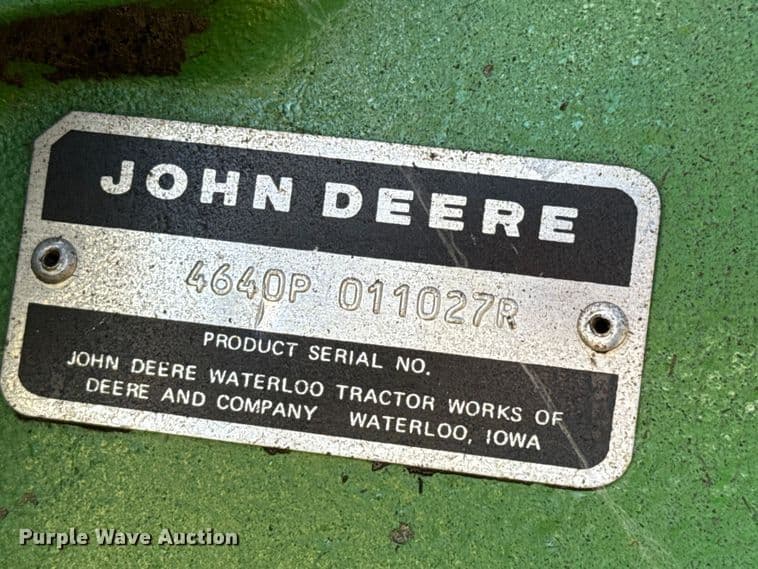 JOHN DEERE
4640P 011027R
PRODUCT SERIAL NO.
JOHN DEERE WATERLOO TRACTOR WORKS OF
DEERE AND COMPANY WATERLOO, IOWA
Purple Wave Auction